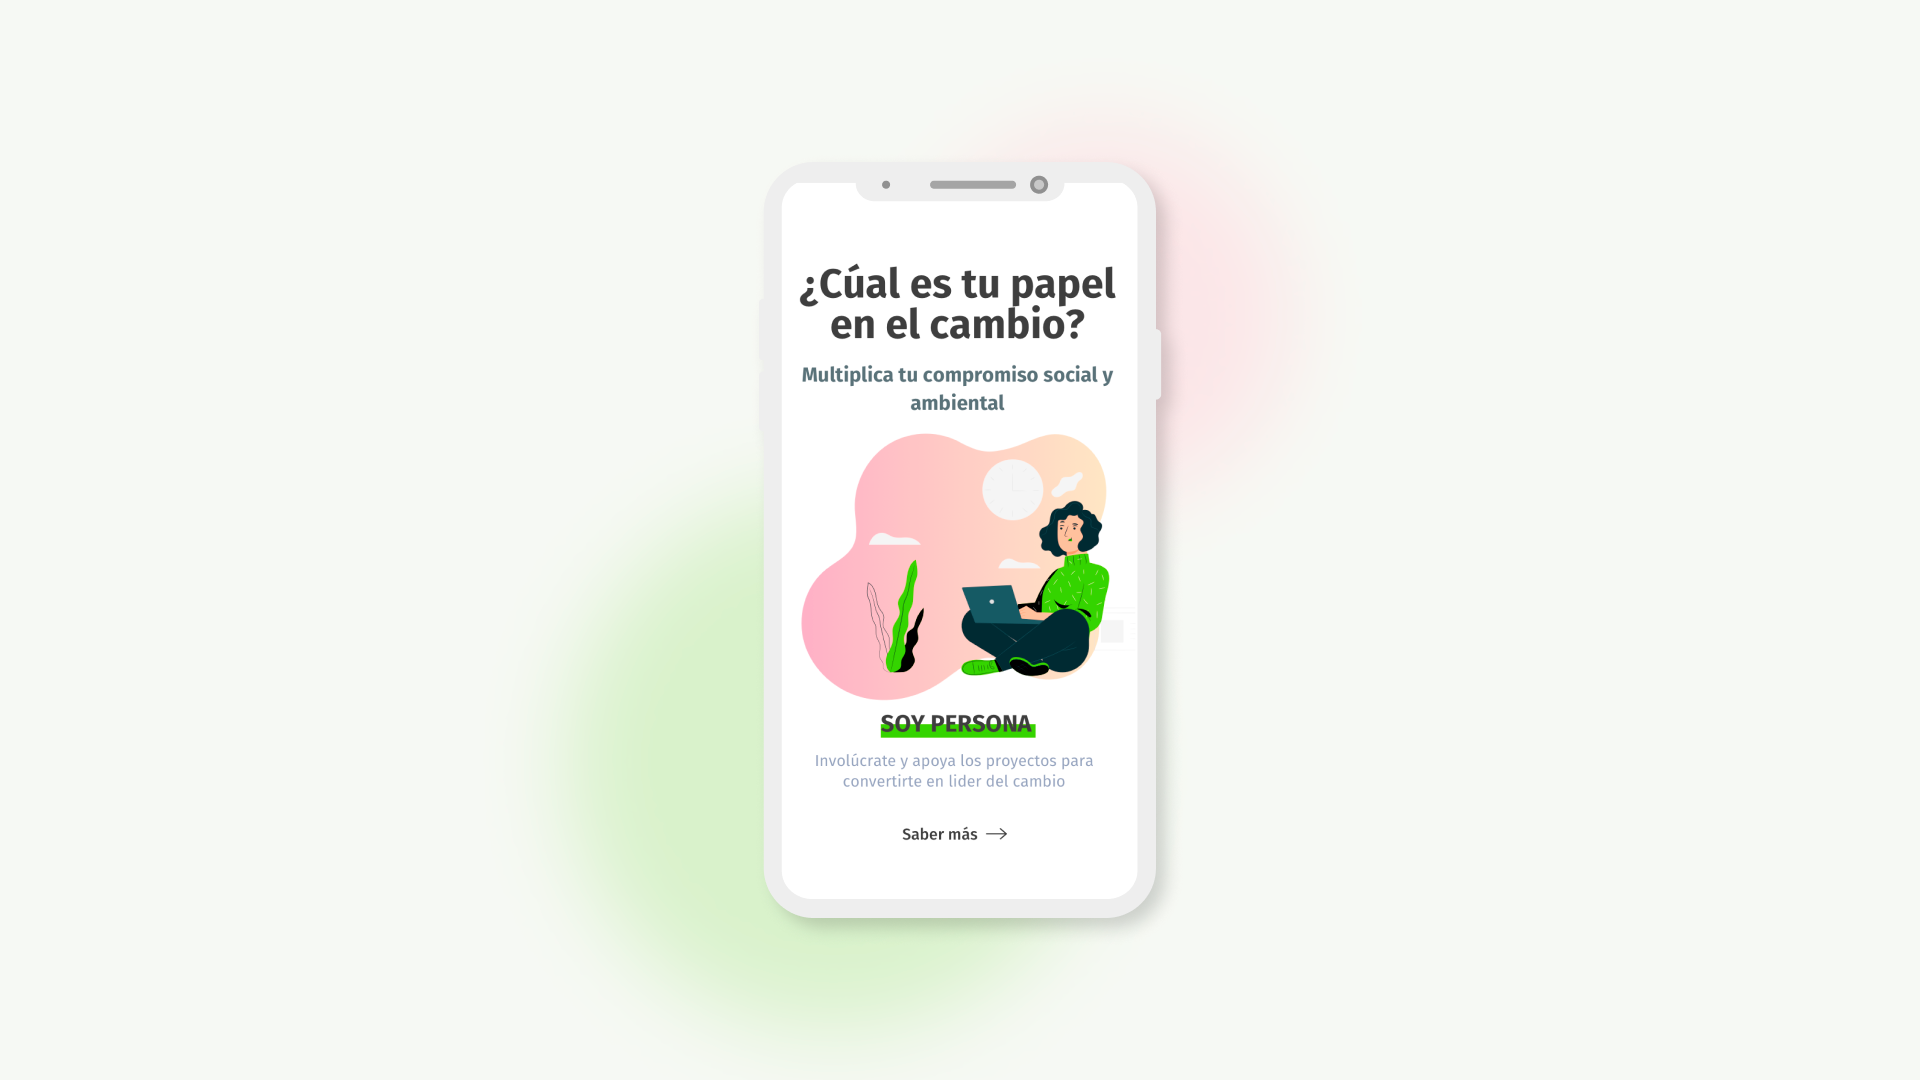 ¿Cúal es tu papel
en el cambio?
Multiplica tu compromiso social y
ambiental
SOY PERSONA
Involúcrate y apoya los proyectos para
convertirte en lider del cambio
Saber más